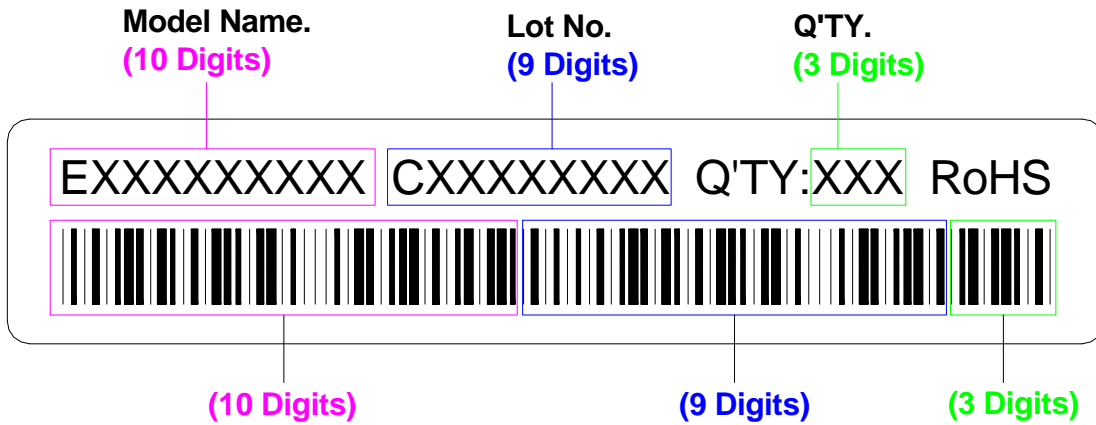 Model Name. Lot No. Q'TY.
(10 Digits) (9 Digits) (3 Digits)
EXXXXXXXXX CXXXXXXXX Q'TY:XXX RoHS
(10 Digits) (9 Digits) (3 Digits)